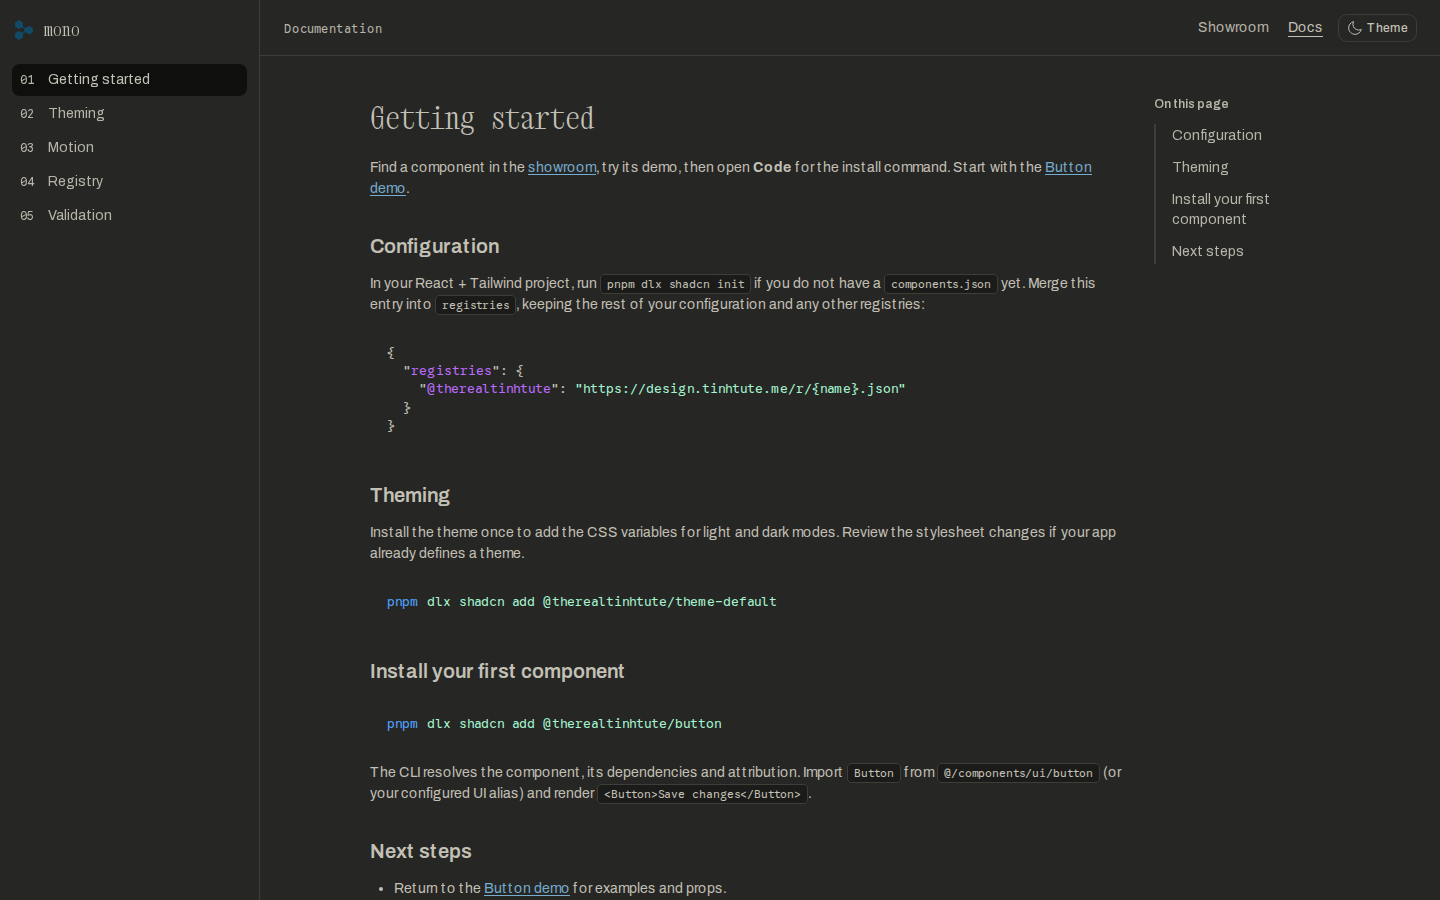 mono
Documentation
Showroom
Docs
Theme
01 Getting started
02 Theming
03 Motion
04 Registry
05 Validation
Getting started
Find a component in the showroom, try its demo, then open Code for the install command. Start with the Button
demo.
Configuration
In your React + Tailwind project, run pnpm dlx shadcn init if you do not have a components.json yet. Merge this
entry into registries, keeping the rest of your configuration and any other registries:
{
"registries": {
"@therealtinhtute": "https://design.tinhtute.me/r/{name}.json"
}
}
Theming
Install the theme once to add the CSS variables for light and dark modes. Review the stylesheet changes if your app
already defines a theme.
pnpm dlx shadcn add @therealtinhtute/theme-default
Install your first component
pnpm dlx shadcn add @therealtinhtute/button
The CLI resolves the component, its dependencies and attribution. Import Button from @/components/ui/button (or
your configured UI alias) and render <Button>Save changes</Button>.
Next steps
• Return to the Button demo for examples and props.
On this page
Configuration
Theming
Install your first
component
Next steps